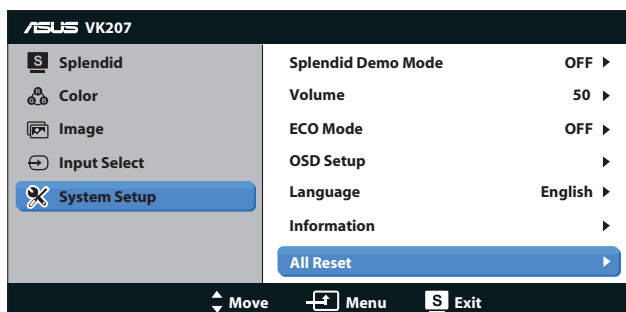 ASUS VK207
S Splendid
Color
Image
Input Select
System Setup
Splendid Demo Mode OFF
Volume 50
ECO Mode OFF
OSD Setup
Language English
Information
All Reset
Move Menu S Exit